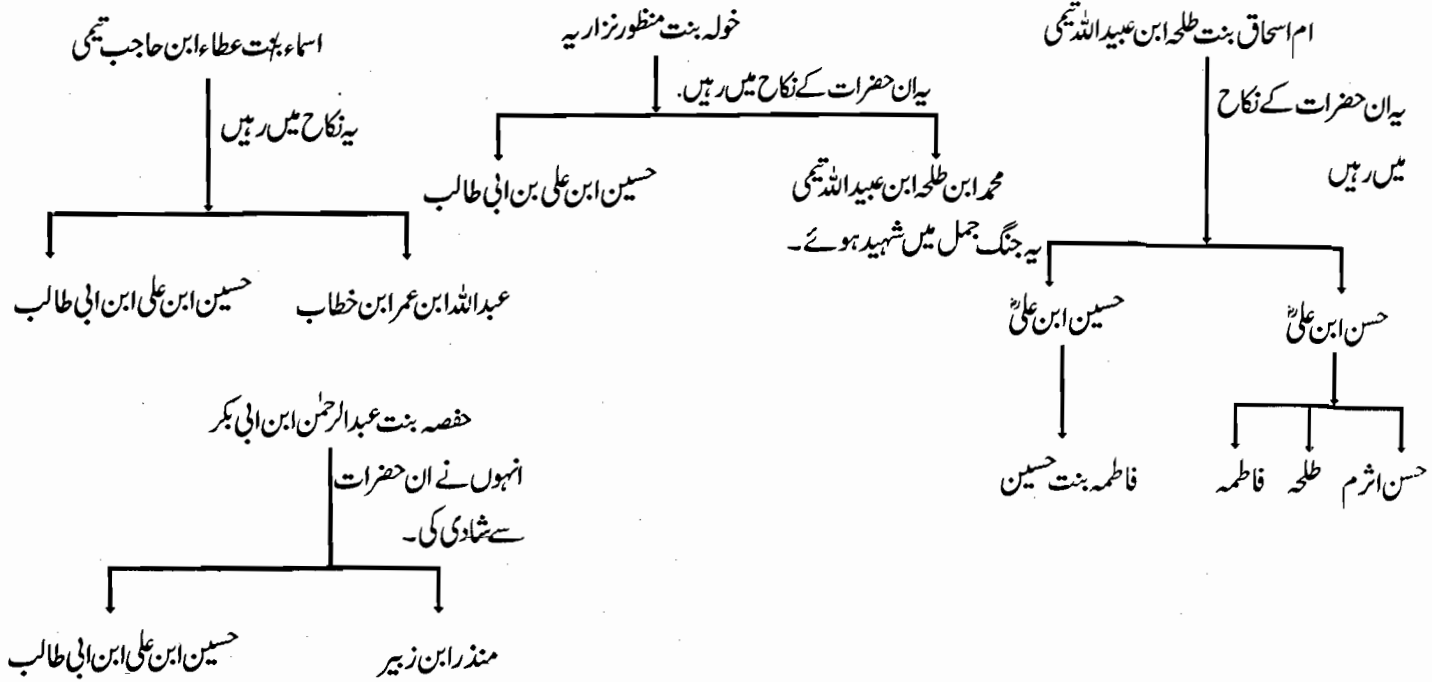 ام اسحاق بنت طلحہ ابن عبیداللہ تیمی
یہ ان حضرات کے نکاح
میں رہیں
حسن ابن علیؓ
حسین ابن علیؓ
حسن اثرم
طلحہ
فاطمہ
فاطمہ بنت حسین
خولہ بنت منظور نزاریہ
یہ ان حضرات کے نکاح میں رہیں۔
محمد ابن طلحہ ابن عبیداللہ تیمی
یہ جنگ جمل میں شہید ہوئے۔
حسین ابن علی بن ابی طالب
اسماء بنت عطاء ابن حاجب تیمی
یہ نکاح میں رہیں
عبداللہ ابن عمر ابن خطاب
حسین ابن علی ابن ابی طالب
حفصہ بنت عبدالرحمٰن ابن ابی بکر
انہوں نے ان حضرات
سے شادی کی۔
منذر ابن زبیر
حسین ابن علی ابن ابی طالب